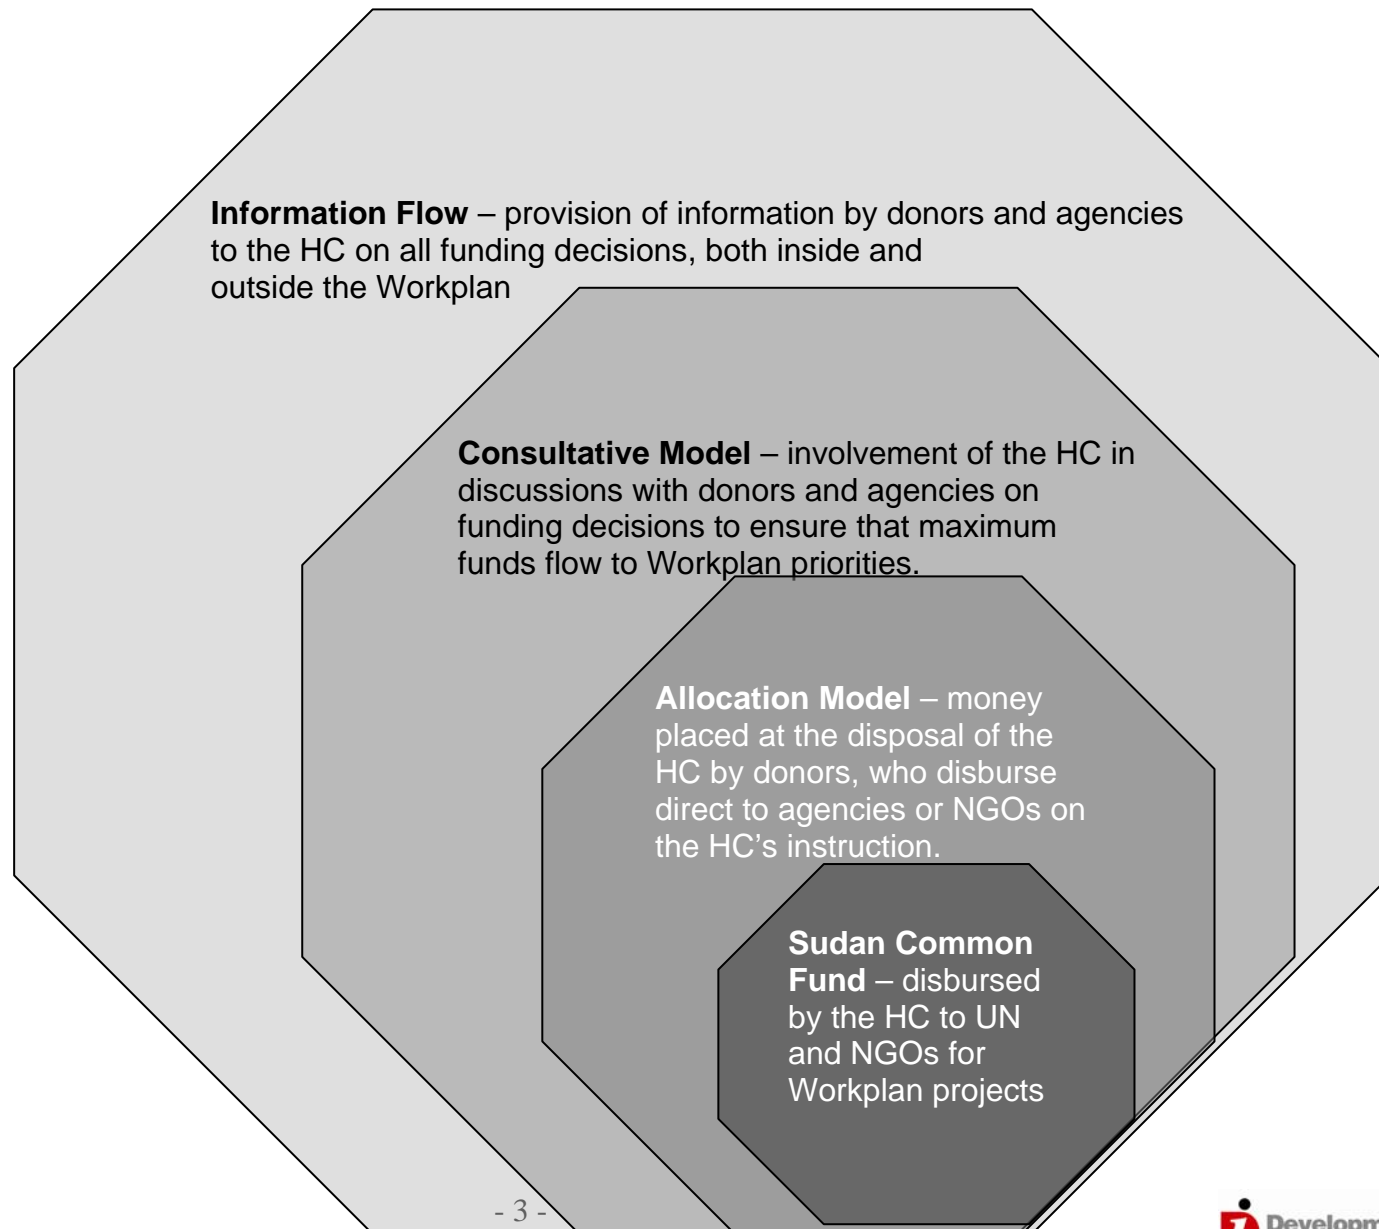 Information Flow – provision of information by donors and agencies
to the HC on all funding decisions, both inside and
outside the Workplan
Consultative Model – involvement of the HC in
discussions with donors and agencies on
funding decisions to ensure that maximum
funds flow to Workplan priorities.
Allocation Model – money
placed at the disposal of the
HC by donors, who disburse
direct to agencies or NGOs on
the HC’s instruction.
Sudan Common
Fund – disbursed
by the HC to UN
and NGOs for
Workplan projects
- 3 -